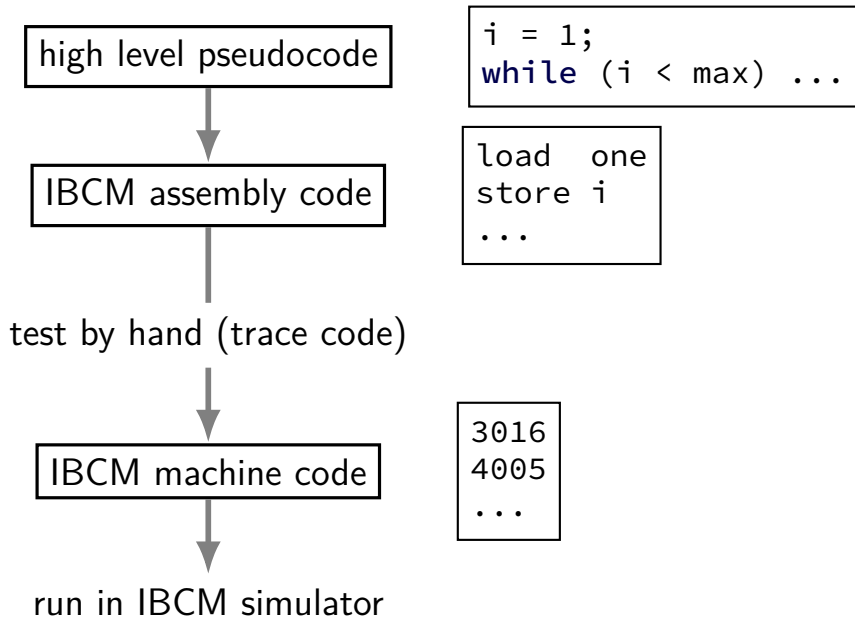 high level pseudocode
i = 1;
while (i < max) ...
IBCM assembly code
load  one
store i
...
test by hand (trace code)
IBCM machine code
3016
4005
...
run in IBCM simulator